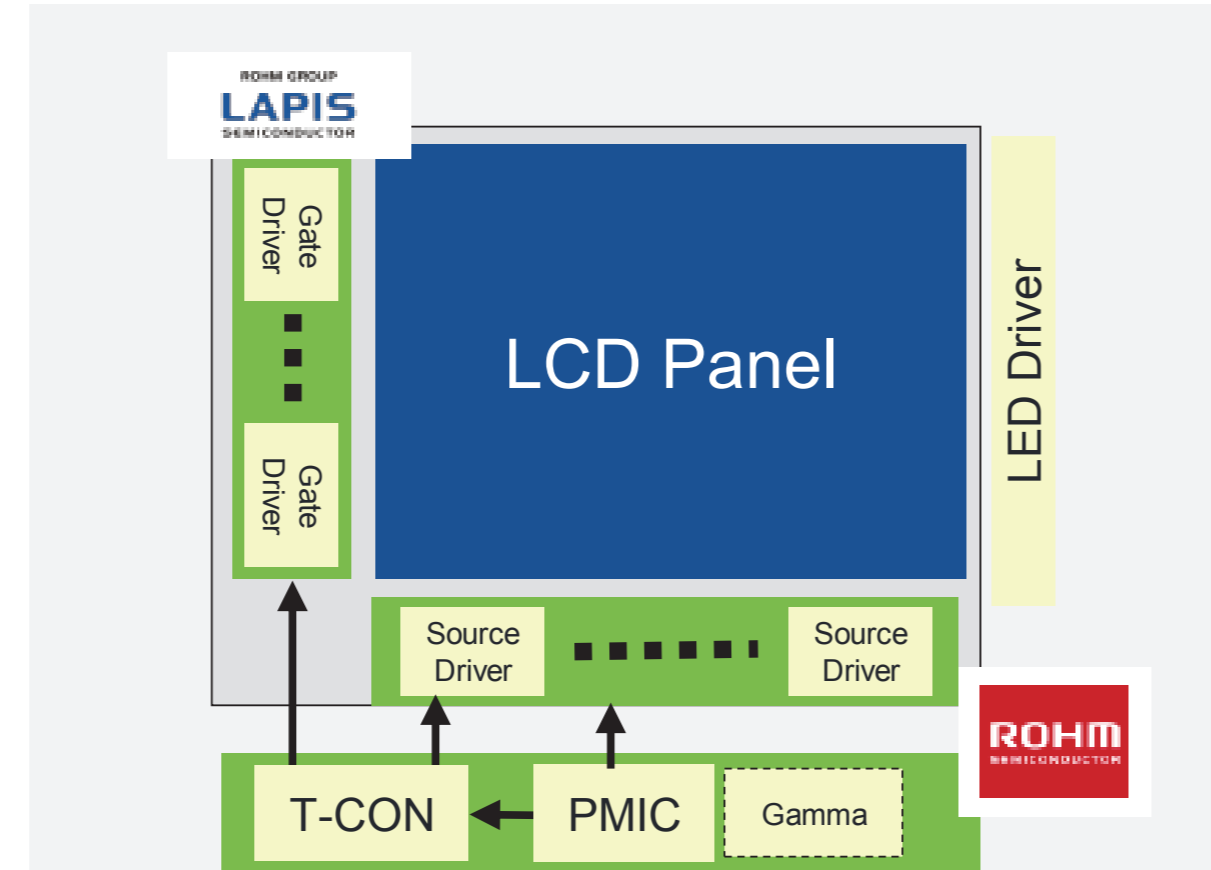 ROHM GROUP
LAPIS
SEMICONDUCTOR
Gate
Driver
LCD Panel
LED Driver
Gate
Driver
Source
Driver
Source
Driver
ROHM
SEMICONDUCTOR
T-CON
PMIC
Gamma